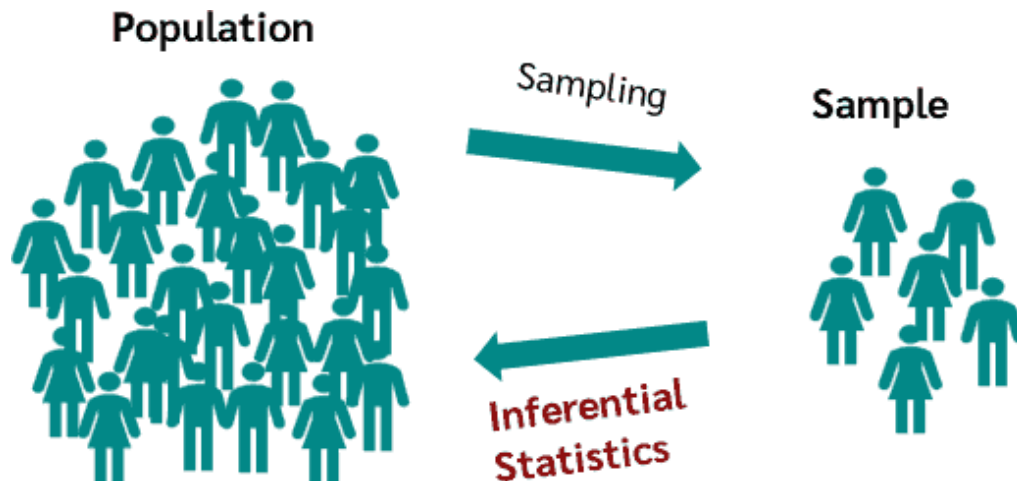 Population
Sampling
Sample
Inferential
Statistics